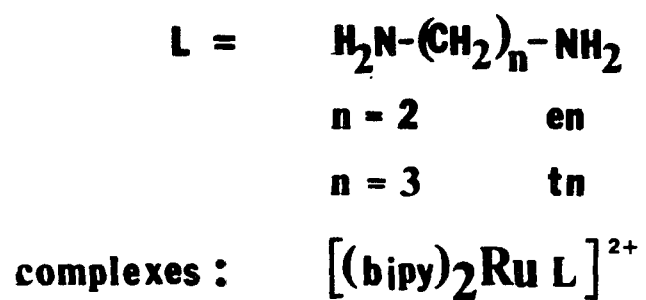 L = H₂N-(CH₂)ₙ-NH₂
n = 2 en
n = 3 tn
complexes : [(bipy)₂Ru L]²⁺